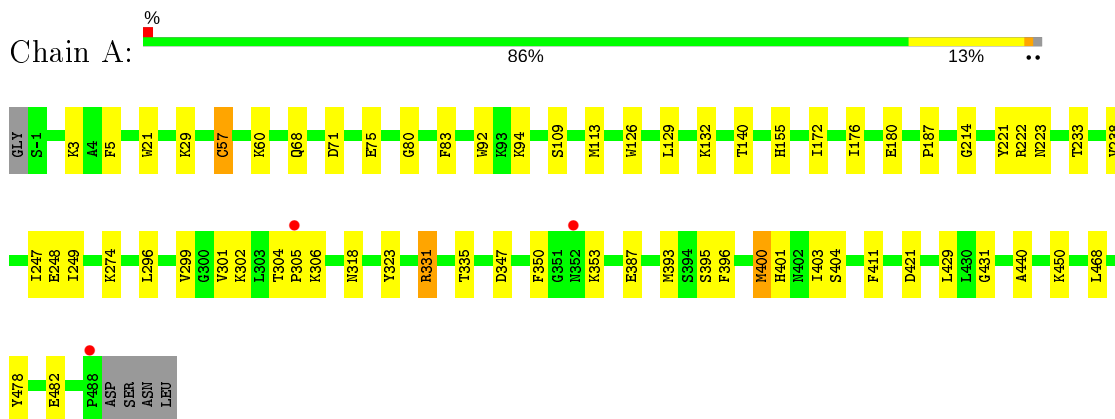 %
Chain A:
86% 13% ••
GLY S-1 K3 A4 F5 W21 K29 C57 K60 Q68 D71 E75 G80 F83 W92 K93 K94 S109 M113 W126 L129 K132 T140 H155 I172 I176 E180 P187 G214 Y221 R222 N223 T233
I247 E248 I249 K274 L296 V299 G300 V301 K302 L303 T304 P305 K306 N318 Y323 R331 T335 D347 F350 G351 N352 K353 E387 M393 S394 S395 F396 M400 H401 N402 I403 S404 F411 D421 L429 L430 G431 A440 K450 L468
Y478 E482 P488 ASP SER ASN LEU